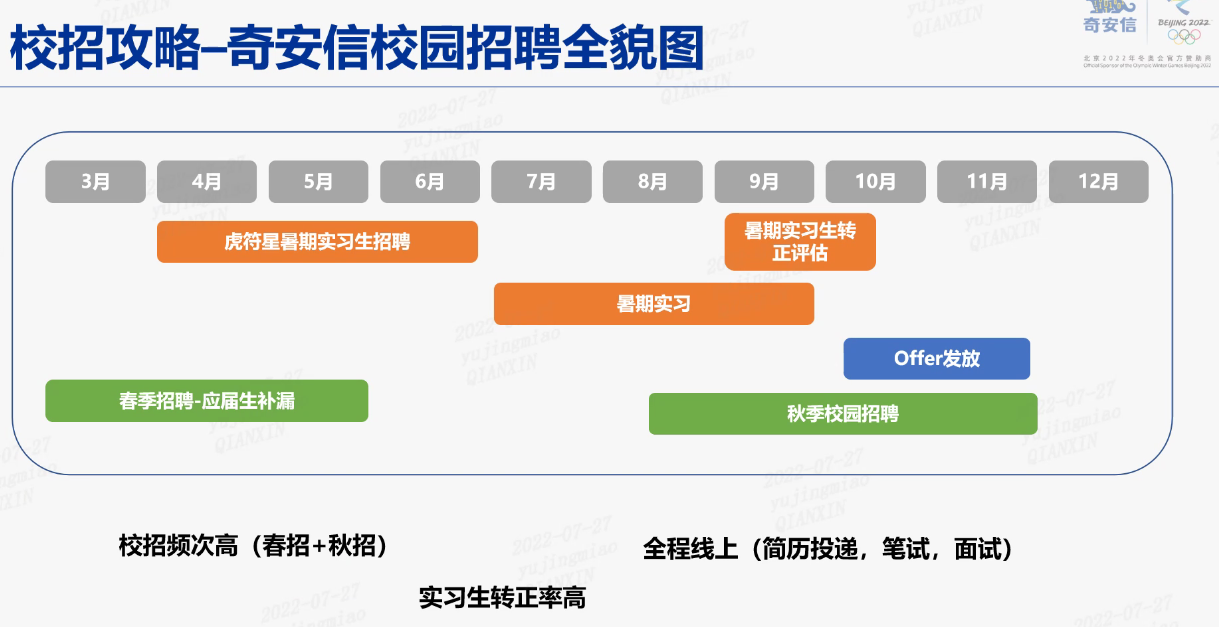 校招攻略–奇安信校园招聘全貌图
奇安信
BEIJING 2022
北京2022年冬奥会官方赞助商
Official Sponsor of the Olympic Winter Games Beijing 2022
3月
4月
5月
6月
7月
8月
9月
10月
11月
12月
虎符星暑期实习生招聘
暑期实习生转
正评估
暑期实习
Offer发放
春季招聘-应届生补漏
秋季校园招聘
校招频次高（春招+秋招）
全程线上（简历投递，笔试，面试）
实习生转正率高
2022-07-27
yujingmiao
QIANXIN